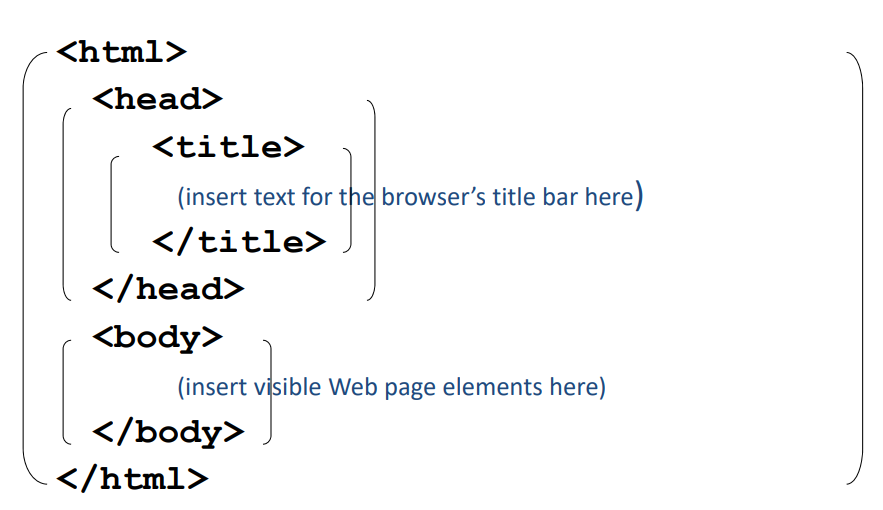 <html>
<head>
<title>
(insert text for the browser’s title bar here)
</title>
</head>
<body>
(insert visible Web page elements here)
</body>
</html>